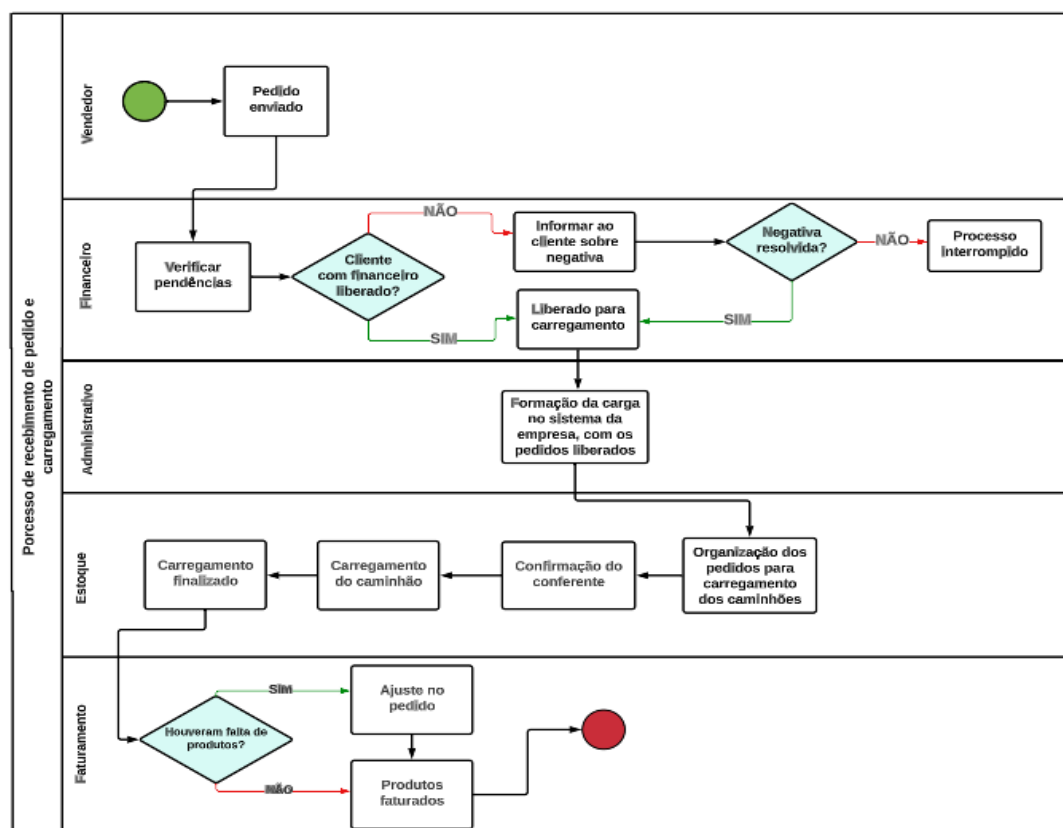 Porcesso de recebimento de pedido e
carregamento
Vendedor
Pedido
enviado
Financeiro
Verificar
pendências
Cliente
com financeiro
liberado?
NÃO
Informar ao
cliente sobre
negativa
Negativa
resolvida?
NÃO
Processo
interrompido
SIM
Liberado para
carregamento
SIM
Administrativo
Formação da carga
no sistema da
empresa, com os
pedidos liberados
Estoque
Organização dos
pedidos para
carregamento
dos caminhões
Confirmação do
conferente
Carregamento
do caminhão
Carregamento
finalizado
Faturamento
Houveram falta de
produtos?
SIM
Ajuste no
pedido
NÃO
Produtos
faturados